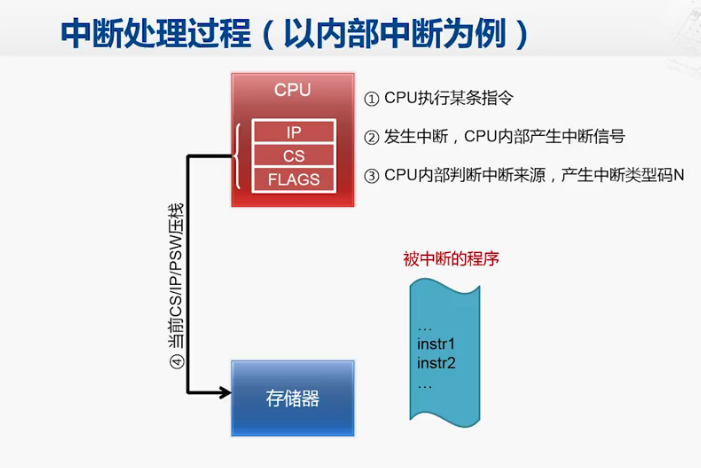 中断处理过程（以内部中断为例）
CPU
IP
CS
FLAGS
① CPU执行某条指令
② 发生中断，CPU内部产生中断信号
③ CPU内部判断中断来源，产生中断类型码N
④ 当前CS/IP/PSW压栈
被中断的程序
...
instr1
instr2
...
存储器